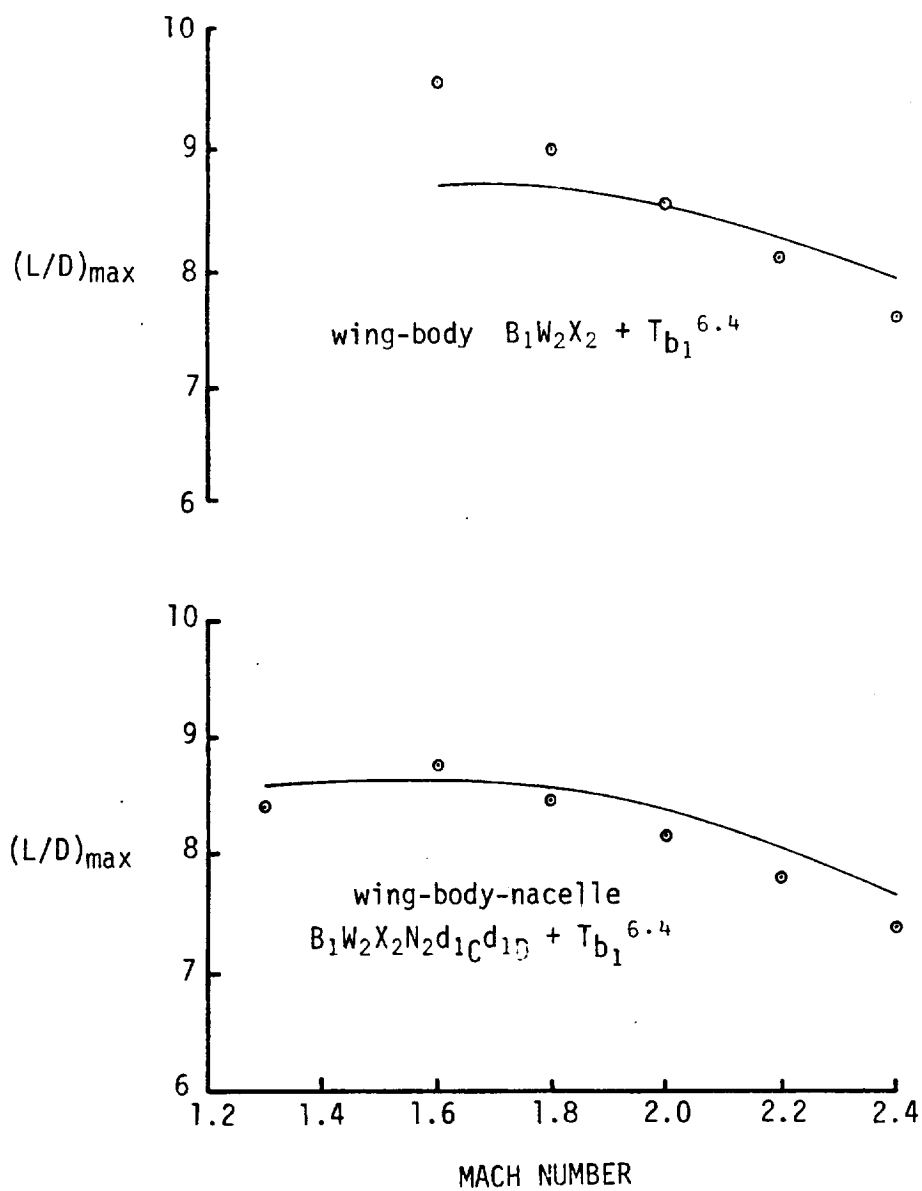 10
9
(L/D)max
8
wing-body B₁W₂X₂ + T_b₁^6.4
7
6
10
9
(L/D)max
8
wing-body-nacelle
B₁W₂X₂N₂d₁Cd₁D + T_b₁^6.4
7
6
1.2 1.4 1.6 1.8 2.0 2.2 2.4
MACH NUMBER